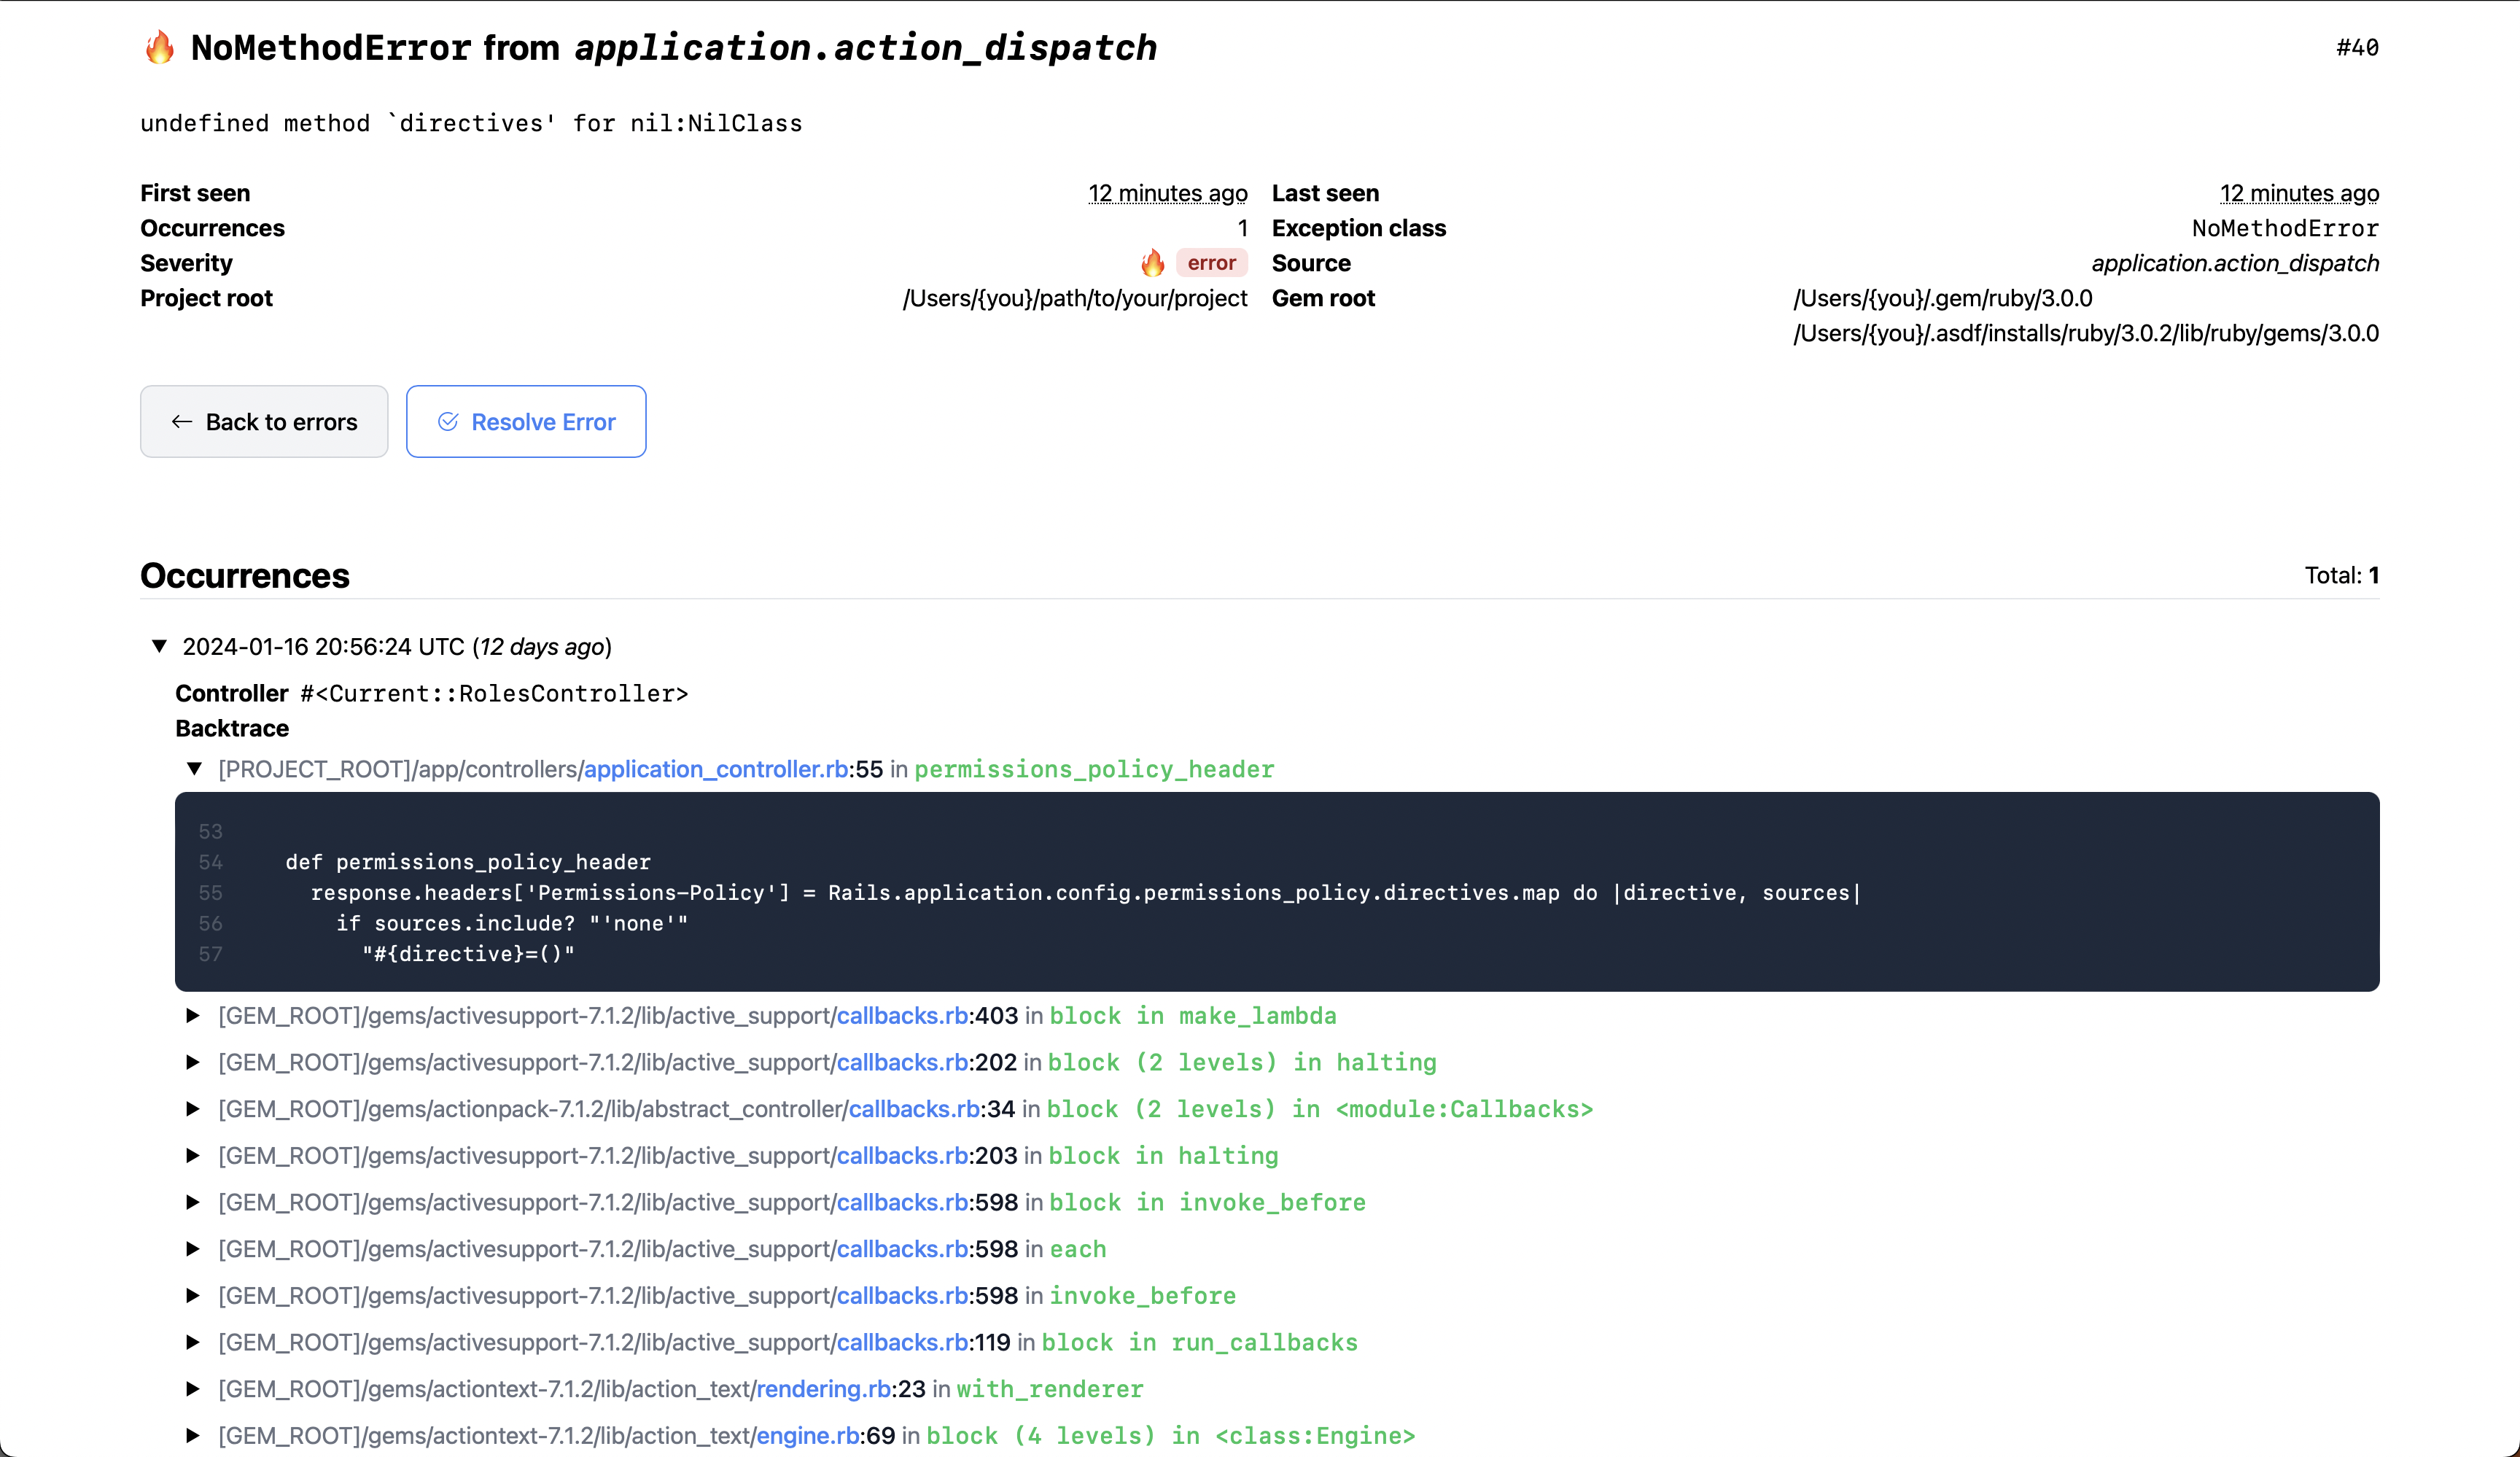 🔥 NoMethodError from application.action_dispatch #40
undefined method `directives' for nil:NilClass
First seen 12 minutes ago Last seen 12 minutes ago
Occurrences 1 Exception class NoMethodError
Severity 🔥 error Source application.action_dispatch
Project root /Users/{you}/path/to/your/project Gem root /Users/{you}/.gem/ruby/3.0.0
/Users/{you}/.asdf/installs/ruby/3.0.2/lib/ruby/gems/3.0.0
← Back to errors Resolve Error
Occurrences Total: 1
▼ 2024-01-16 20:56:24 UTC (12 days ago)
Controller #<Current::RolesController>
Backtrace
▼ [PROJECT_ROOT]/app/controllers/application_controller.rb:55 in permissions_policy_header
53
54 def permissions_policy_header
55 response.headers['Permissions-Policy'] = Rails.application.config.permissions_policy.directives.map do |directive, sources|
56 if sources.include? "'none'"
57 "#{directive}=()"
▶ [GEM_ROOT]/gems/activesupport-7.1.2/lib/active_support/callbacks.rb:403 in block in make_lambda
▶ [GEM_ROOT]/gems/activesupport-7.1.2/lib/active_support/callbacks.rb:202 in block (2 levels) in halting
▶ [GEM_ROOT]/gems/actionpack-7.1.2/lib/abstract_controller/callbacks.rb:34 in block (2 levels) in <module:Callbacks>
▶ [GEM_ROOT]/gems/activesupport-7.1.2/lib/active_support/callbacks.rb:203 in block in halting
▶ [GEM_ROOT]/gems/activesupport-7.1.2/lib/active_support/callbacks.rb:598 in block in invoke_before
▶ [GEM_ROOT]/gems/activesupport-7.1.2/lib/active_support/callbacks.rb:598 in each
▶ [GEM_ROOT]/gems/activesupport-7.1.2/lib/active_support/callbacks.rb:598 in invoke_before
▶ [GEM_ROOT]/gems/activesupport-7.1.2/lib/active_support/callbacks.rb:119 in block in run_callbacks
▶ [GEM_ROOT]/gems/actiontext-7.1.2/lib/action_text/rendering.rb:23 in with_renderer
▶ [GEM_ROOT]/gems/actiontext-7.1.2/lib/action_text/engine.rb:69 in block (4 levels) in <class:Engine>